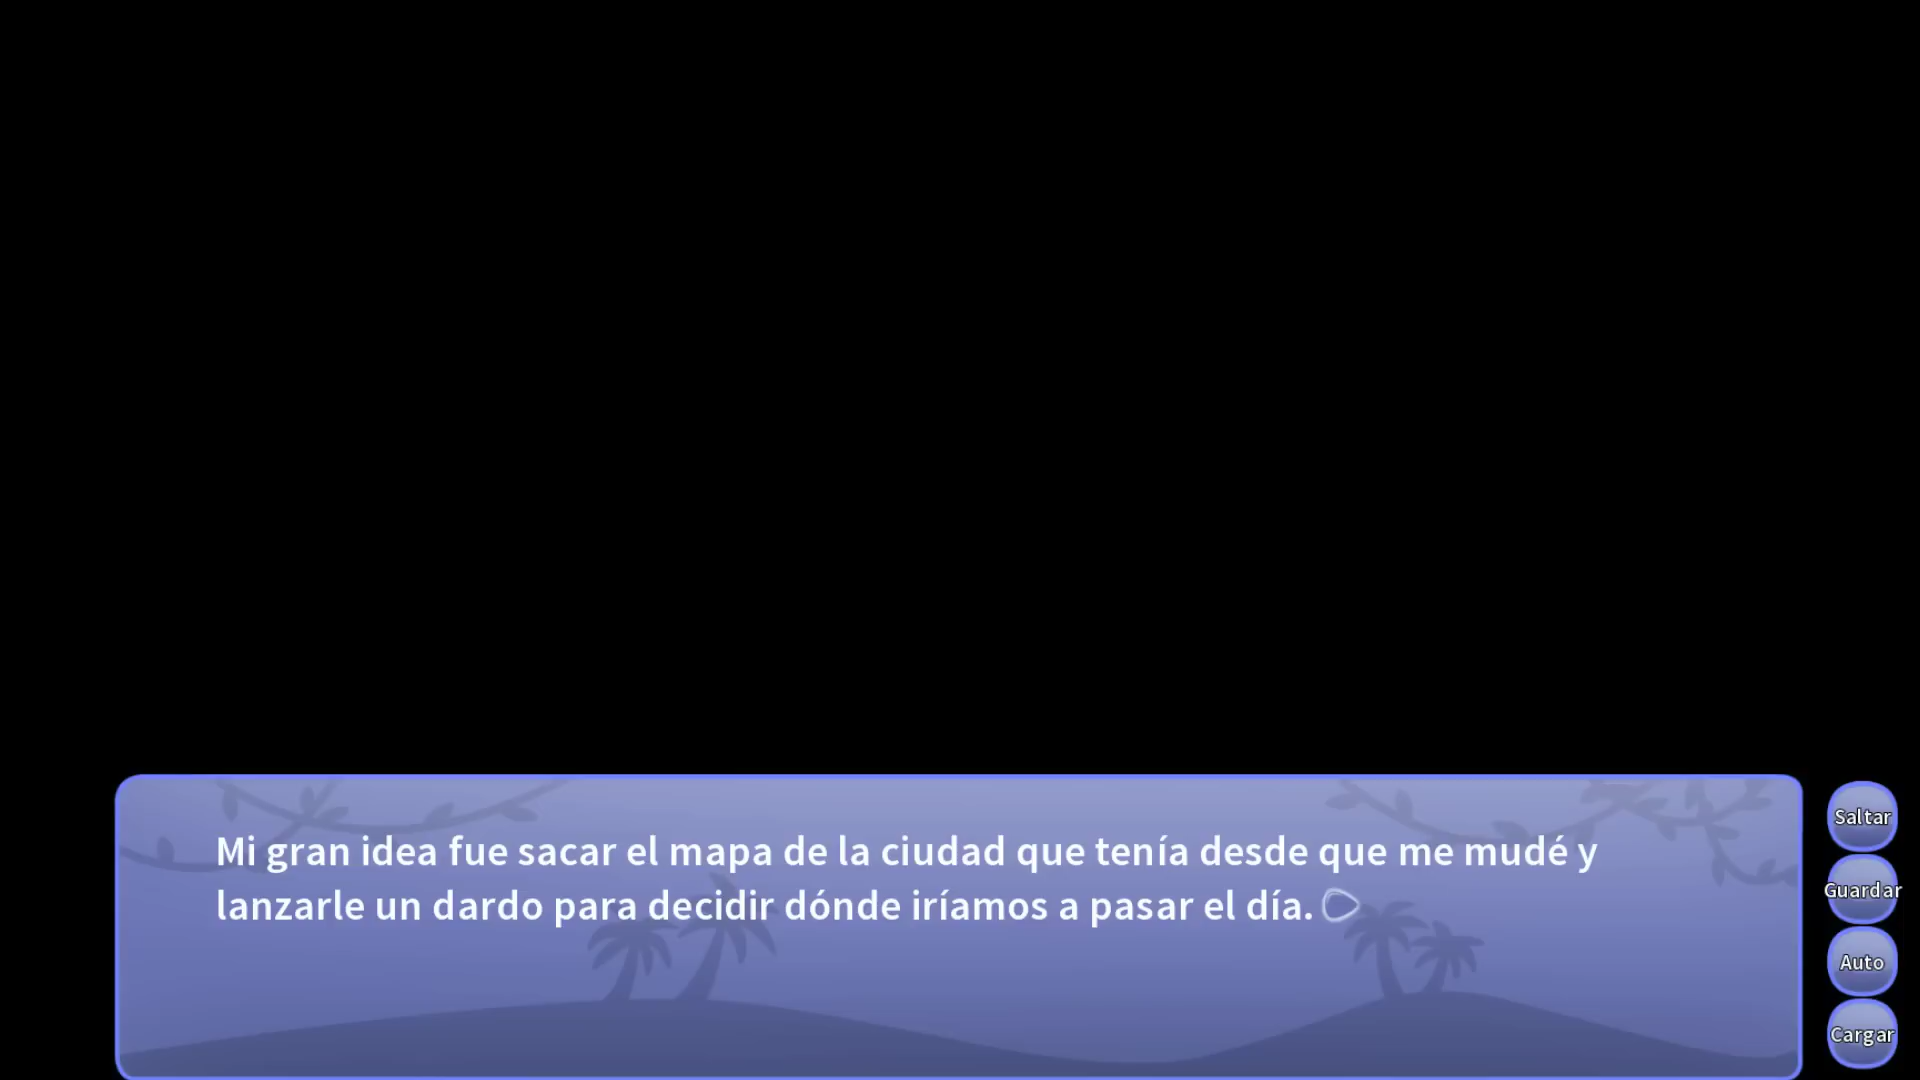 Mi gran idea fue sacar el mapa de la ciudad que tenía desde que me mudé y
lanzarle un dardo para decidir dónde iríamos a pasar el día.
Saltar
Guardar
Auto
Cargar